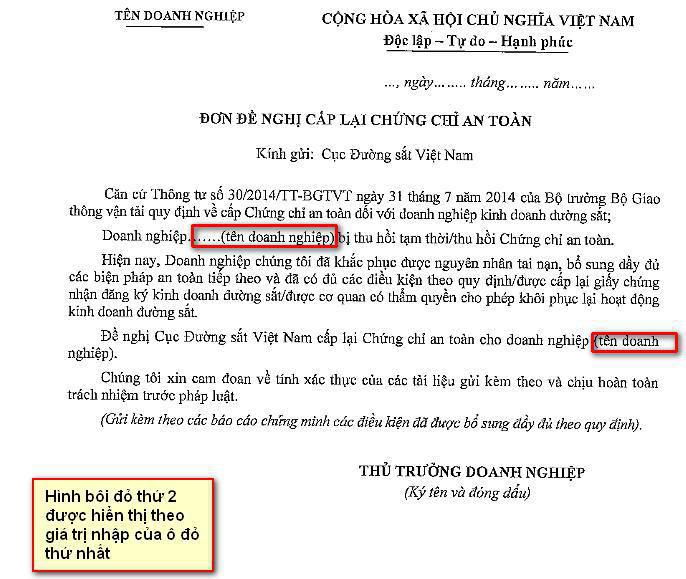 TÊN DOANH NGHIỆP
CỘNG HÒA XÃ HỘI CHỦ NGHĨA VIỆT NAM
Độc lập – Tự do – Hạnh phúc
..., ngày........ tháng........ năm......
ĐƠN ĐỀ NGHỊ CẤP LẠI CHỨNG CHỈ AN TOÀN
Kính gửi: Cục Đường sắt Việt Nam
Căn cứ Thông tư số 30/2014/TT-BGTVT ngày 31 tháng 7 năm 2014 của Bộ trưởng Bộ Giao
thông vận tải quy định về cấp Chứng chỉ an toàn đối với doanh nghiệp kinh doanh đường sắt;
Doanh nghiệp.......(tên doanh nghiệp) bị thu hồi tạm thời/thu hồi Chứng chỉ an toàn.
Hiện nay, Doanh nghiệp chúng tôi đã khắc phục được nguyên nhân tai nạn, bổ sung đầy đủ
các biện pháp an toàn tiếp theo và đã có đủ các điều kiện theo quy định/được cấp lại giấy chứng
nhận đăng ký kinh doanh đường sắt/được cơ quan có thẩm quyền cho phép khôi phục lại hoạt động
kinh doanh đường sắt.
Đề nghị Cục Đường sắt Việt Nam cấp lại Chứng chỉ an toàn cho doanh nghiệp (tên doanh
nghiệp).
Chúng tôi xin cam đoan về tính xác thực của các tài liệu gửi kèm theo và chịu hoàn toàn
trách nhiệm trước pháp luật.
(Gửi kèm theo các báo cáo chứng minh các điều kiện đã được bổ sung đầy đủ theo quy định).
THỦ TRƯỞNG DOANH NGHIỆP
(Ký tên và đóng dấu)
Hình bôi đỏ thứ 2
được hiển thị theo
giá trị nhập của ô đỏ
thứ nhất